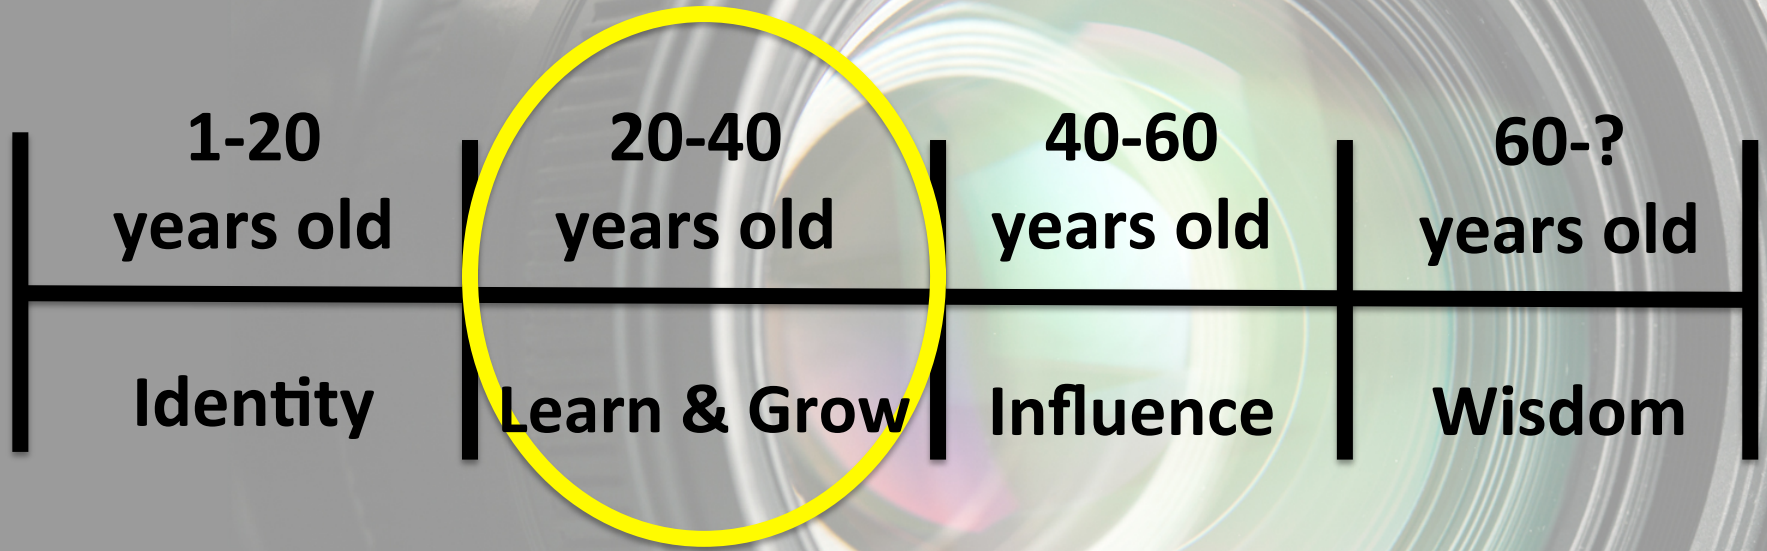 1-20
years old
20-40
years old
40-60
years old
60-?
years old
Identity
Learn & Grow
Influence
Wisdom